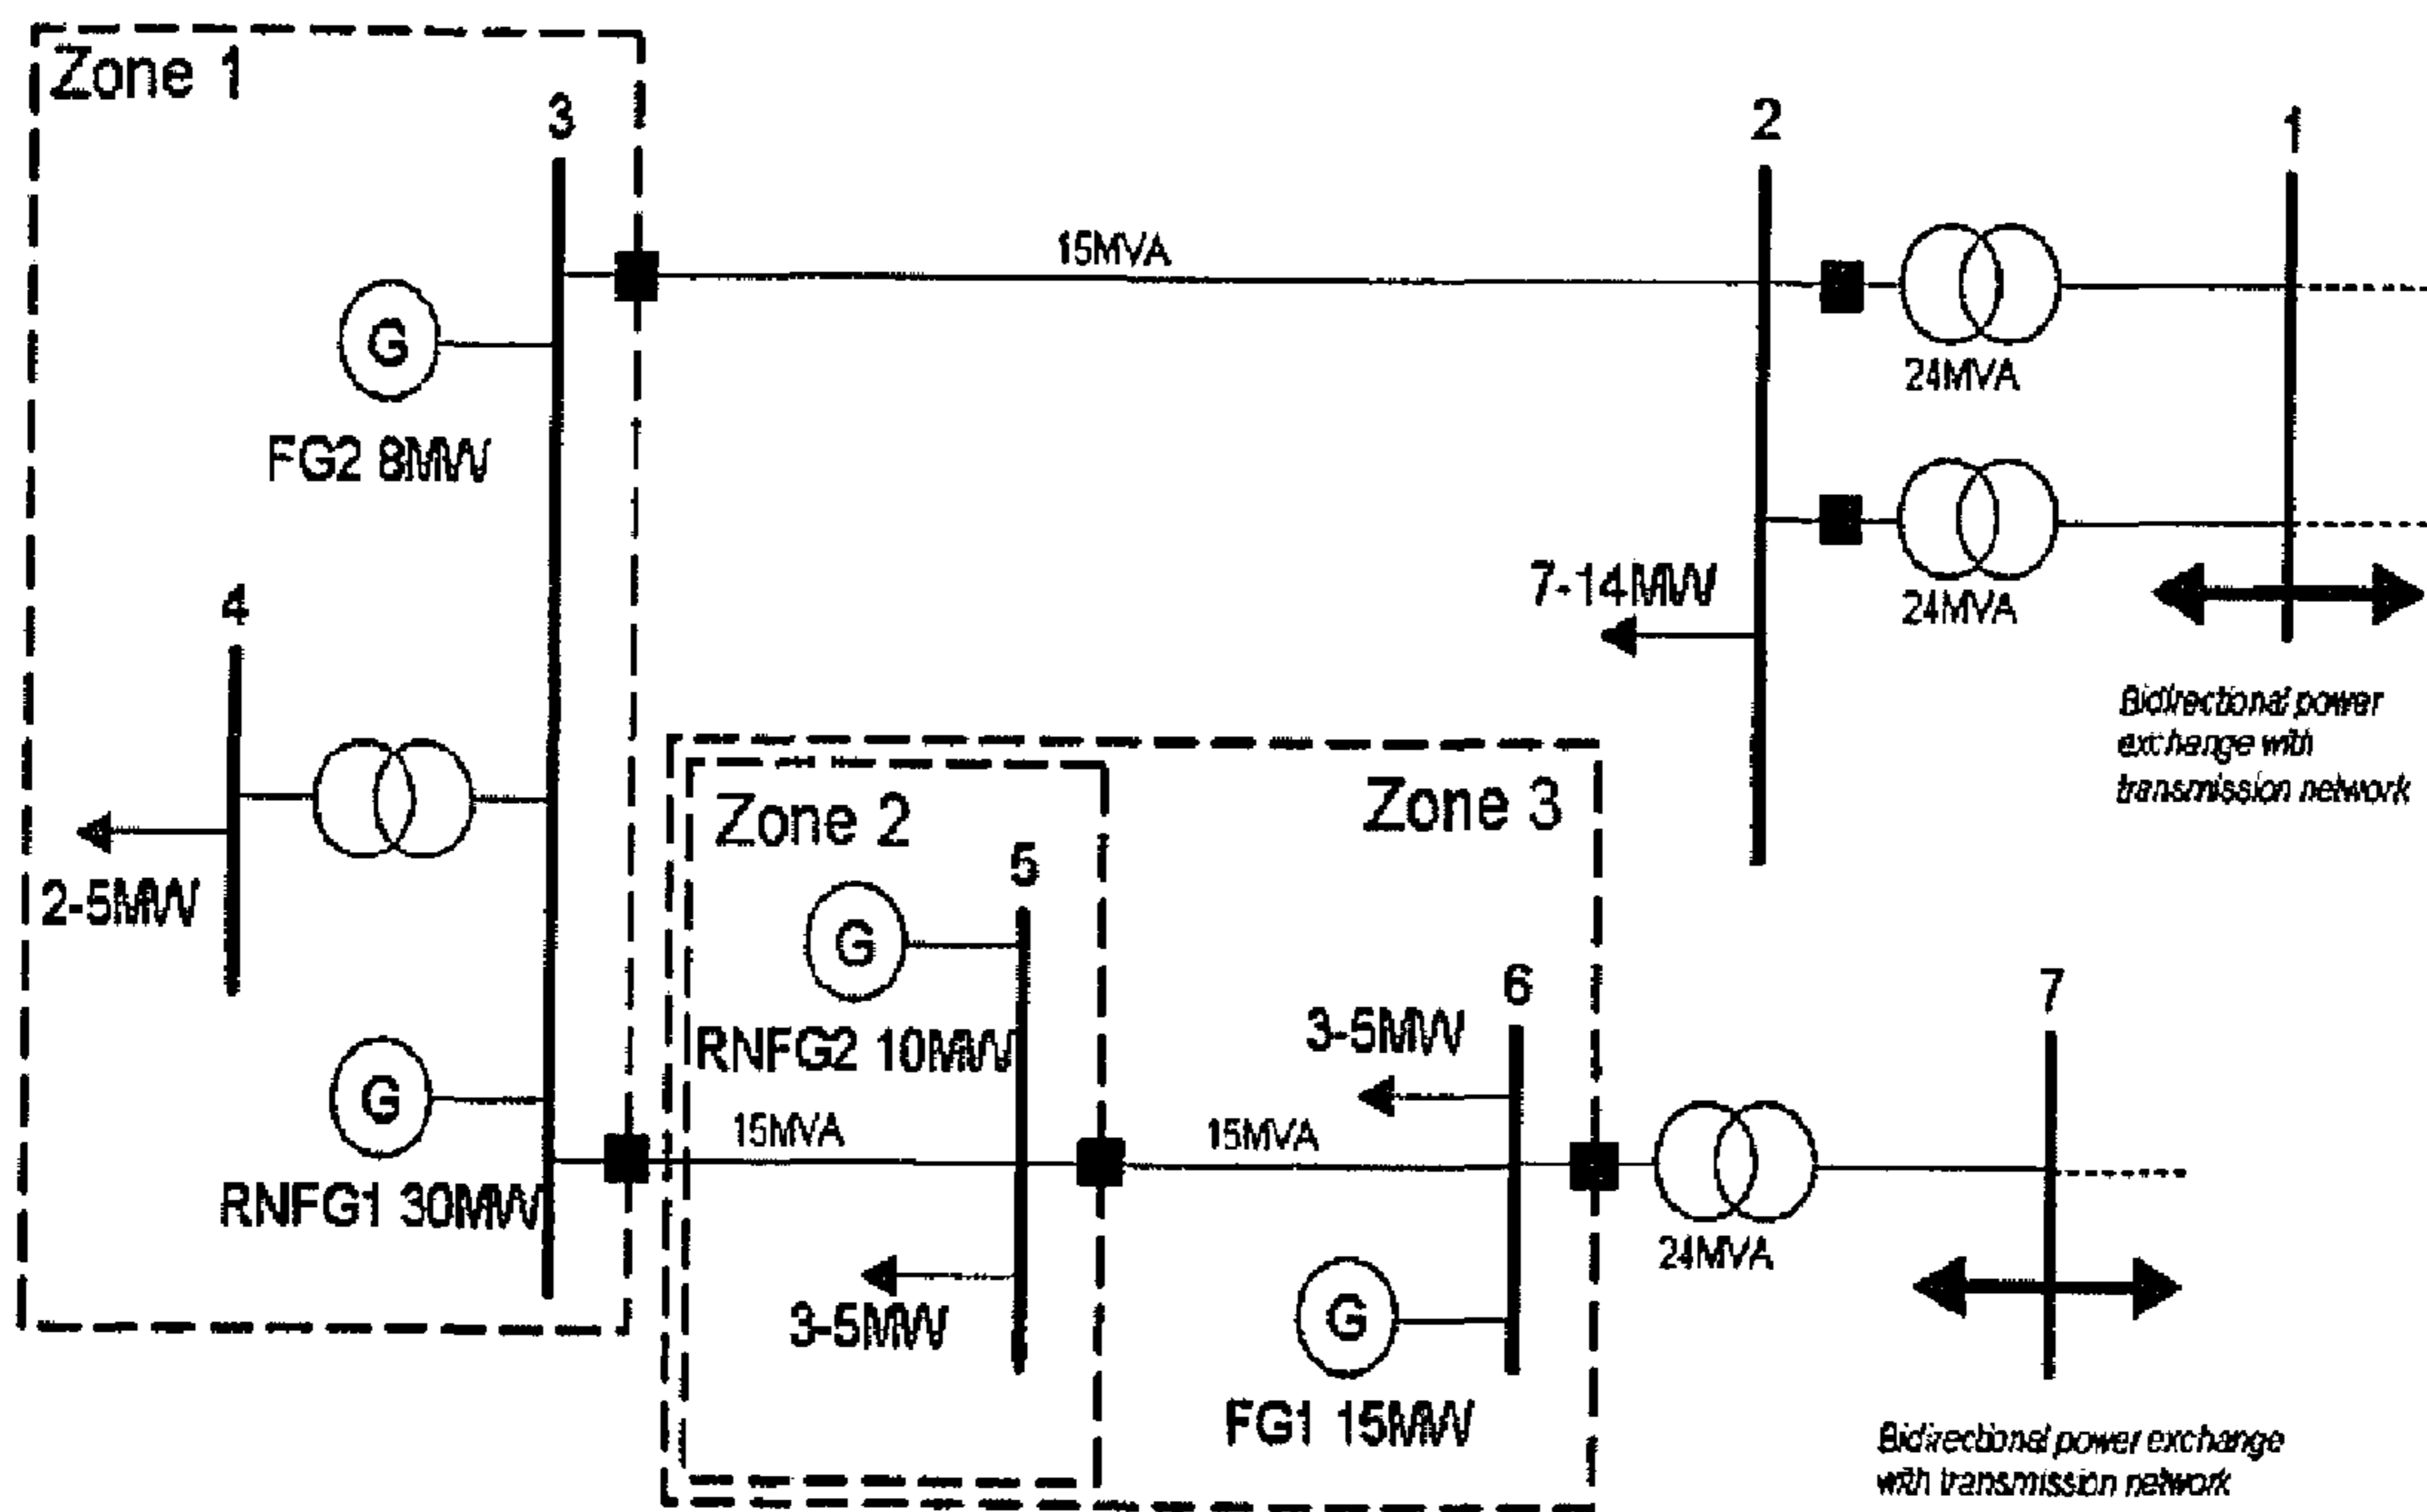 Zone 1
3
2
1
15MVA
G
FG2 8MW
24MVA
4
7-14MW
24MVA
Bidirectional power
exchange with
transmission network
Zone 2
Zone 3
5
2-5MW
G
RNFG2 10MW
6
3-5MW
7
G
RNFG1 30MW
15MVA
15MVA
24MVA
3-5MW
G
FG1 15MW
Bidirectional power exchange
with transmission network